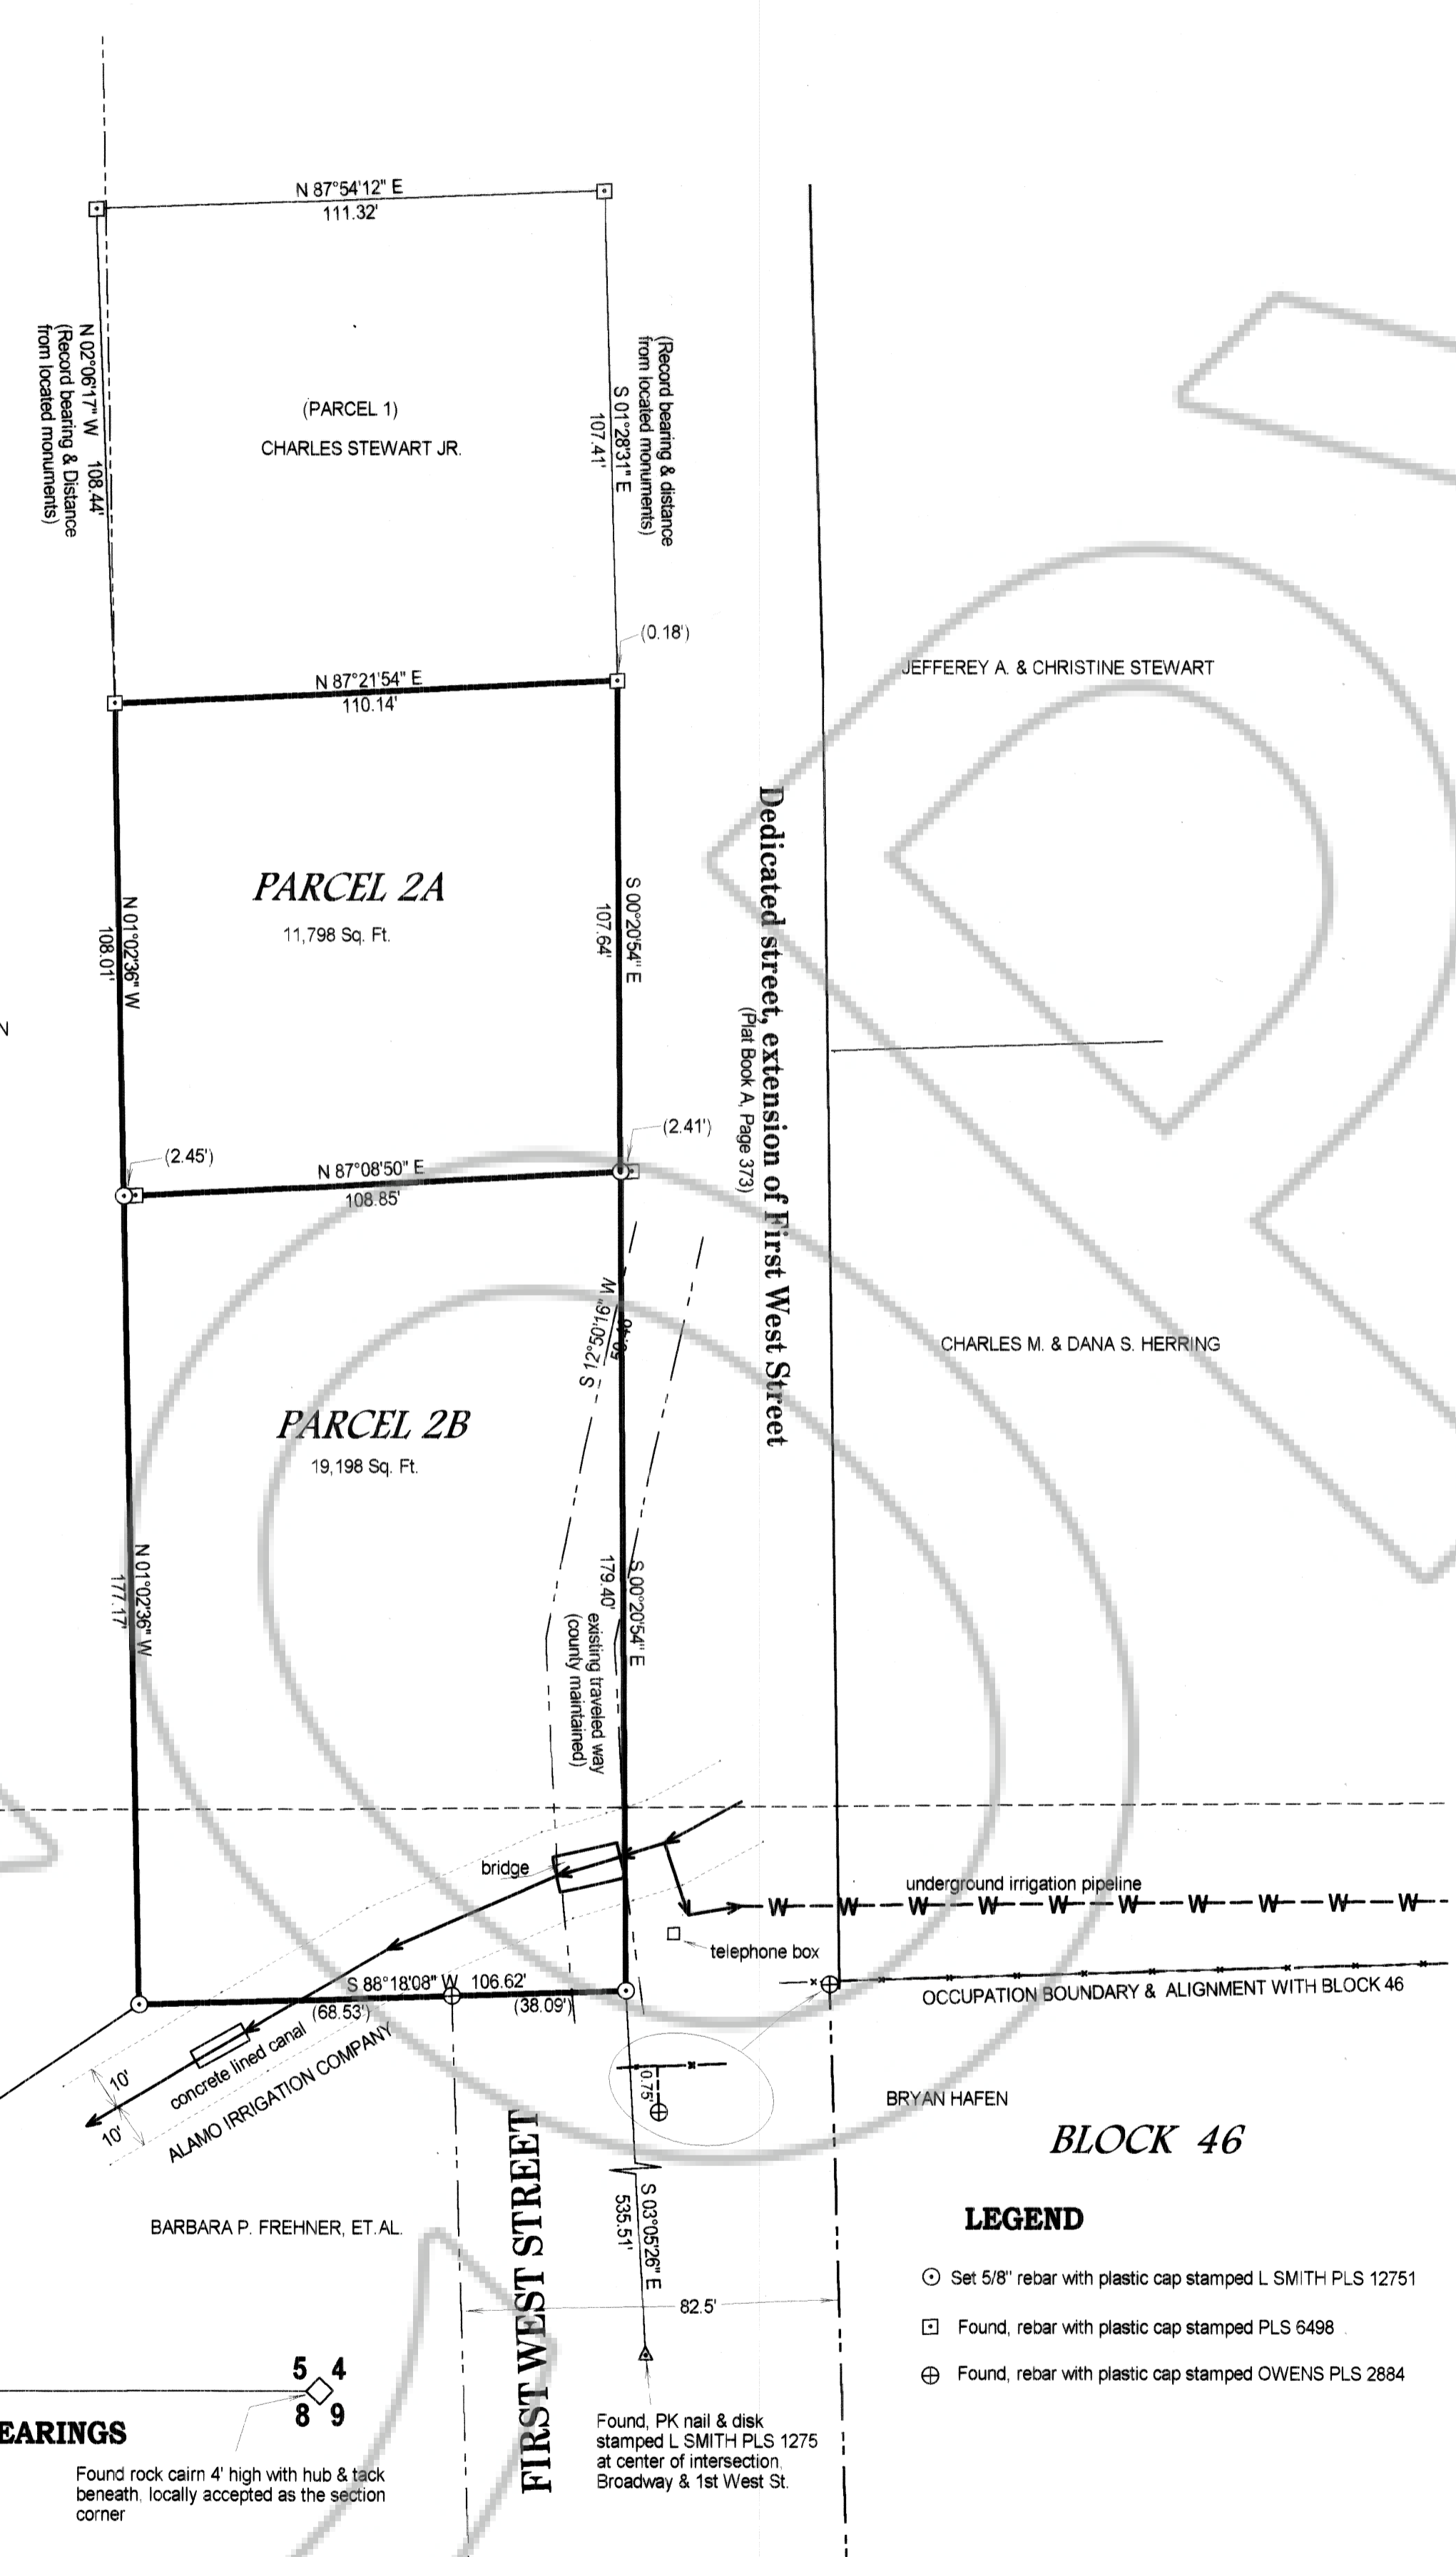 N 87°54'12" E
111.32'
N 02°06'17" W 108.44'
(Record bearing & Distance
from located monuments)
(PARCEL 1)
CHARLES STEWART JR.
(Record bearing & distance
from located monuments)
S 01°28'31" E
107.41'
(0.18')
JEFFEREY A. & CHRISTINE STEWART
N 87°21'54" E
110.14'
PARCEL 2A
11,798 Sq. Ft.
N 01°02'36" W
108.01'
S 00°20'54" E
107.64'
Dedicated street, extension of First West Street
(Plat Book A, Page 373)
N
(2.45')
(2.41')
N 87°08'50" E
108.85'
S 12°50'16" W
CHARLES M. & DANA S. HERRING
PARCEL 2B
19,198 Sq. Ft.
N 01°02'36" W
177.17'
S 00°20'54" E
179.40'
existing traveled way
(county maintained)
bridge
underground irrigation pipeline
W W W W W W W W W W
telephone box
S 88°18'08" W 106.62'
(68.53')
(38.09')
OCCUPATION BOUNDARY & ALIGNMENT WITH BLOCK 46
concrete lined canal
ALAMO IRRIGATION COMPANY
10'
10'
0.75'
BRYAN HAFEN
BLOCK 46
BARBARA P. FREHNER, ET.AL.
FIRST WEST STREET
S 03°05'26" E
535.51'
82.5'
LEGEND
Set 5/8" rebar with plastic cap stamped L SMITH PLS 12751
Found, rebar with plastic cap stamped PLS 6498
Found, rebar with plastic cap stamped OWENS PLS 2884
5 4
8 9
EARINGS
Found rock cairn 4' high with hub & tack
beneath, locally accepted as the section
corner
Found, PK nail & disk
stamped L SMITH PLS 1275
at center of intersection,
Broadway & 1st West St.